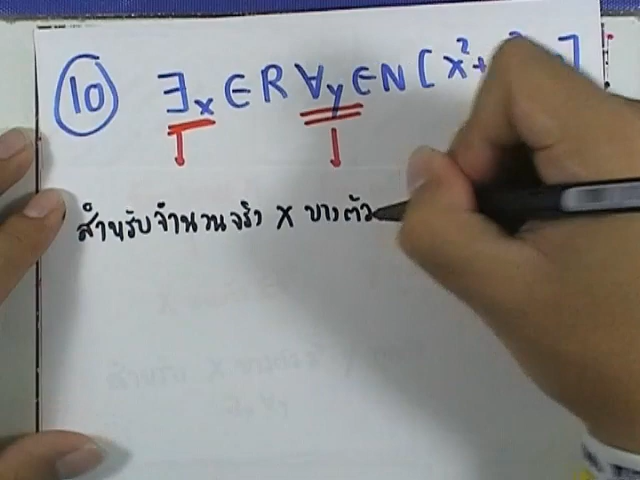 10 ∃x ∈ R ∀y ∈ N [ x² + ² ]
สำหรับจำนวนจริง x บางตัว